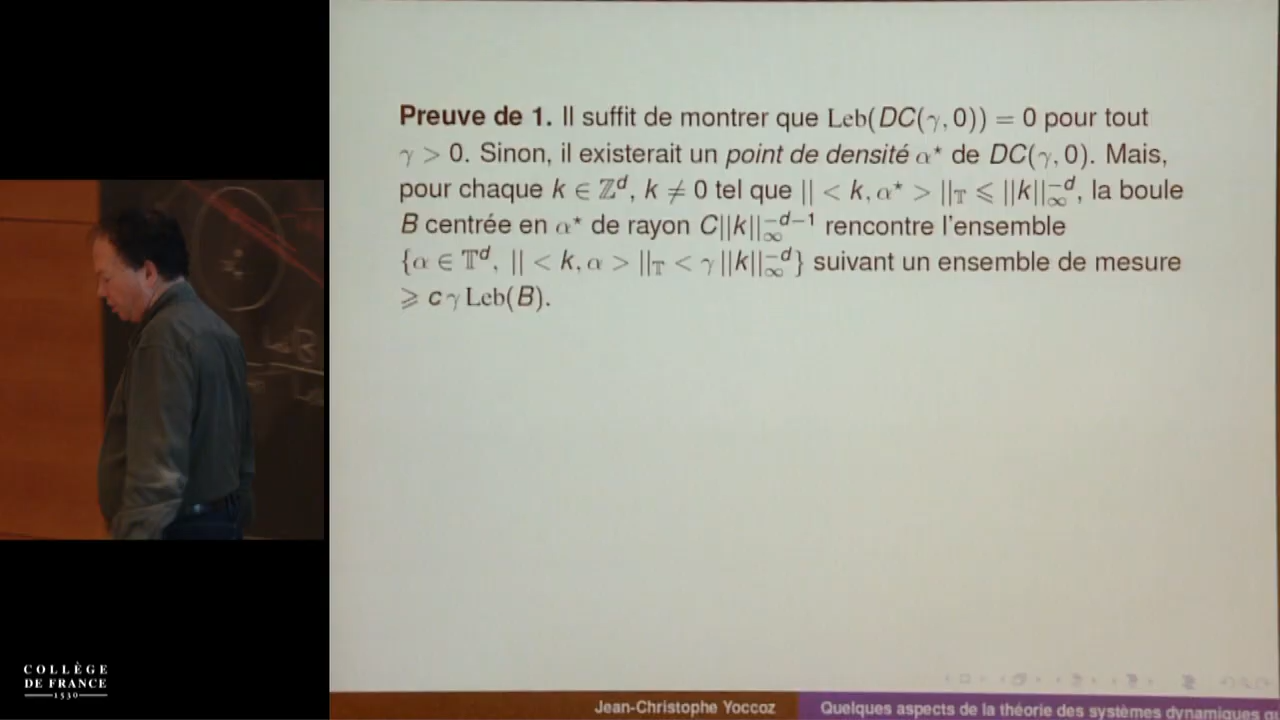 Preuve de 1. Il suffit de montrer que Leb(DC(γ, 0)) = 0 pour tout
γ > 0. Sinon, il existerait un point de densité α* de DC(γ, 0). Mais,
pour chaque k ∈ ℤᵈ, k ≠ 0 tel que || < k, α* > ||_𝕋 ⩽ ||k||_∞^{-d}, la boule
B centrée en α* de rayon C||k||_∞^{-d-1} rencontre l'ensemble
{α ∈ 𝕋ᵈ, || < k, α > ||_𝕋 < γ ||k||_∞^{-d}} suivant un ensemble de mesure
⩾ c γ Leb(B).
COLLÈGE
DE FRANCE
1530
Jean-Christophe Yoccoz
Quelques aspects de la théorie des systèmes dynamiques